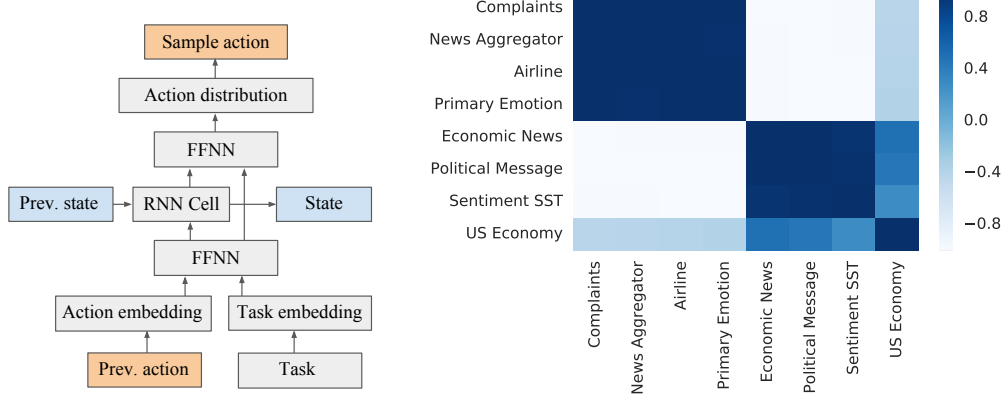 Sample action
Action distribution
FFNN
Prev. state
RNN Cell
State
FFNN
Action embedding
Task embedding
Prev. action
Task
Complaints
News Aggregator
Airline
Primary Emotion
Economic News
Political Message
Sentiment SST
US Economy
Complaints
News Aggregator
Airline
Primary Emotion
Economic News
Political Message
Sentiment SST
US Economy
0.8
0.4
0.0
−0.4
−0.8